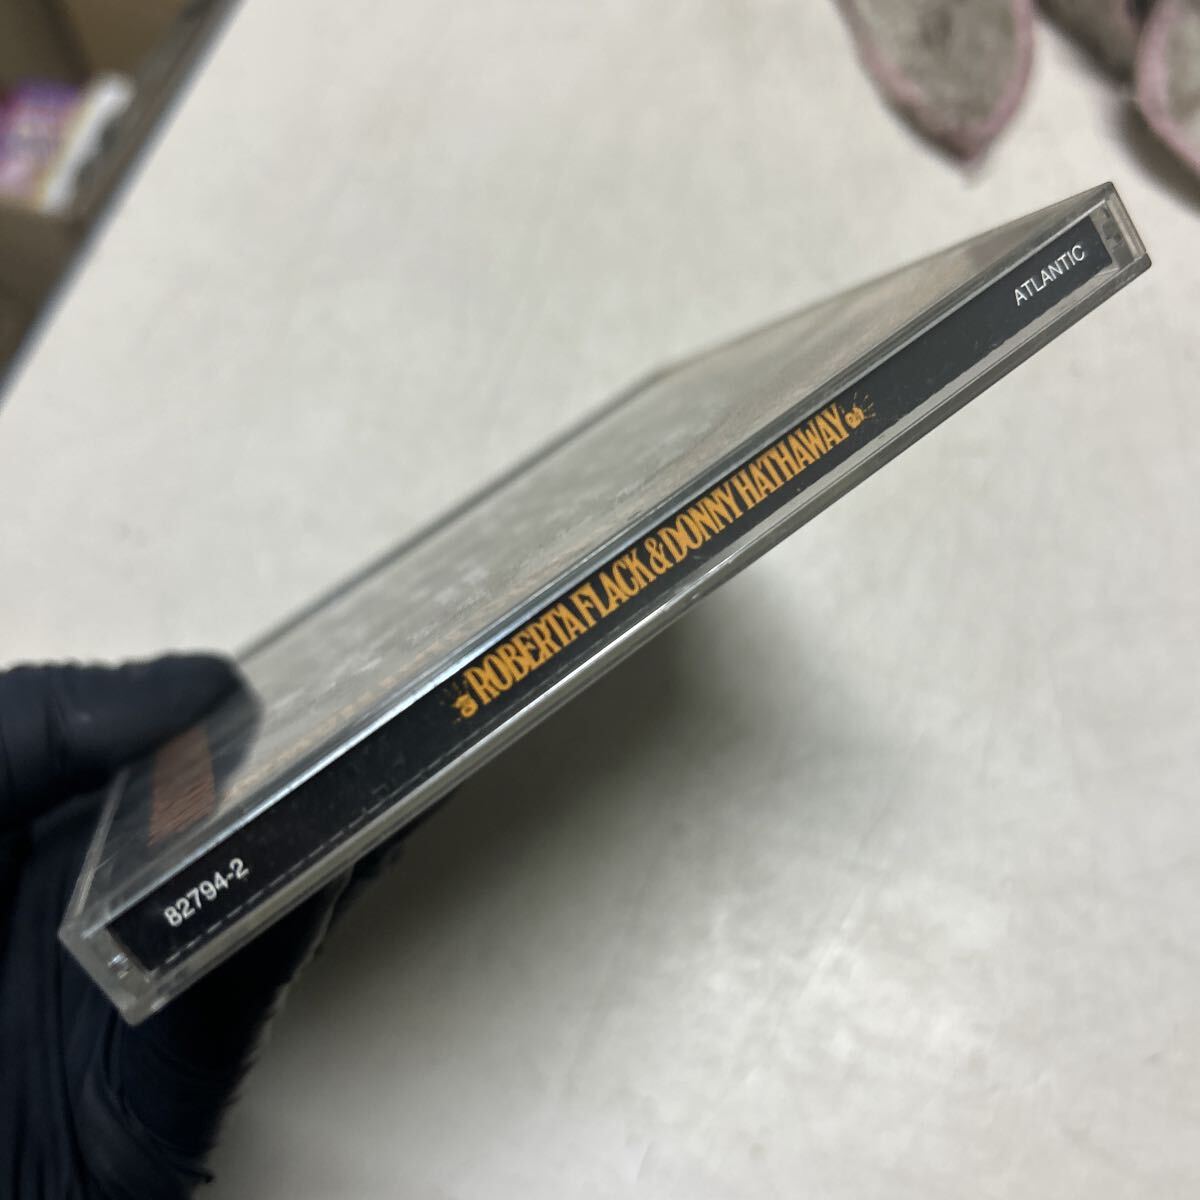 82794-2
ROBERTA FLACK & DONNY HATHAWAY
ATLANTIC